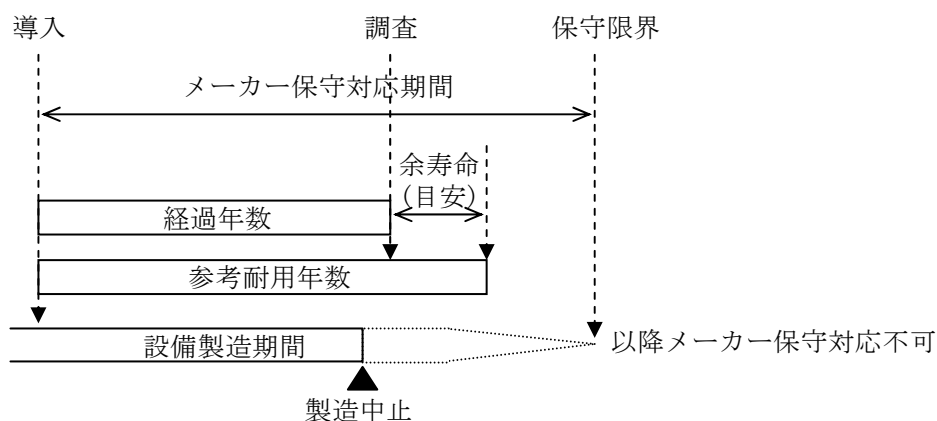 導入
調査
保守限界
メーカー保守対応期間
余寿命
(目安)
経過年数
参考耐用年数
設備製造期間
以降メーカー保守対応不可
製造中止